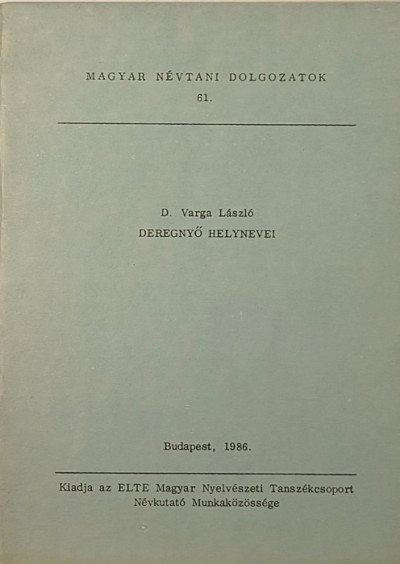 MAGYAR NÉVTANI DOLGOZATOK
61.
D. Varga László
DEREGNYŐ HELYNEVEI
Budapest, 1986.
Kiadja az ELTE Magyar Nyelvészeti Tanszékcsoport
Névkutató Munkaközössége